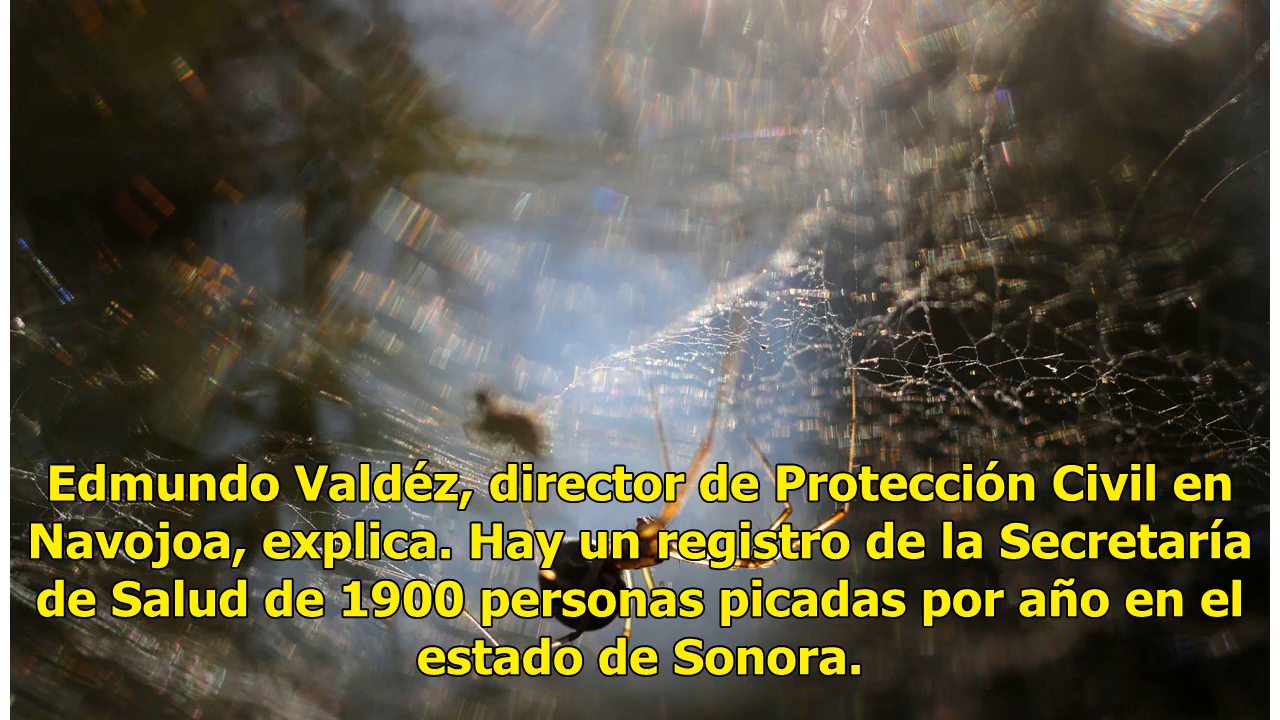 Edmundo Valdéz, director de Protección Civil en
Navojoa, explica. Hay un registro de la Secretaría
de Salud de 1900 personas picadas por año en el
estado de Sonora.